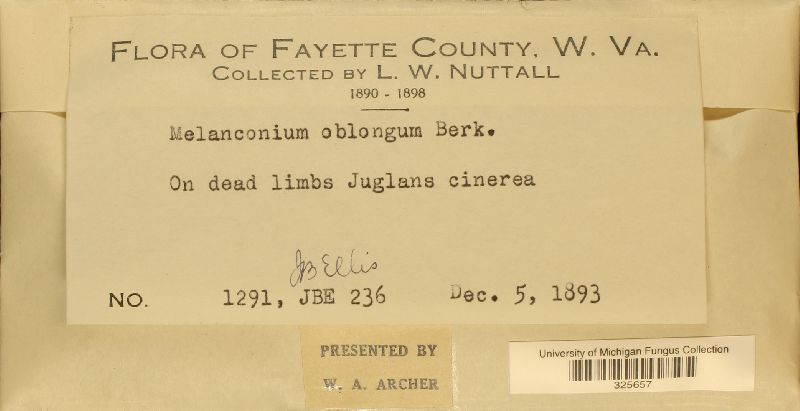 FLORA OF FAYETTE COUNTY, W. VA.
COLLECTED BY L. W. NUTTALL
1890 - 1898
Melanconium oblongum Berk.
On dead limbs Juglans cinerea
JB Ellis
NO. 1291, JBE 236 Dec. 5, 1893
PRESENTED BY
W. A. ARCHER
University of Michigan Fungus Collection
325657